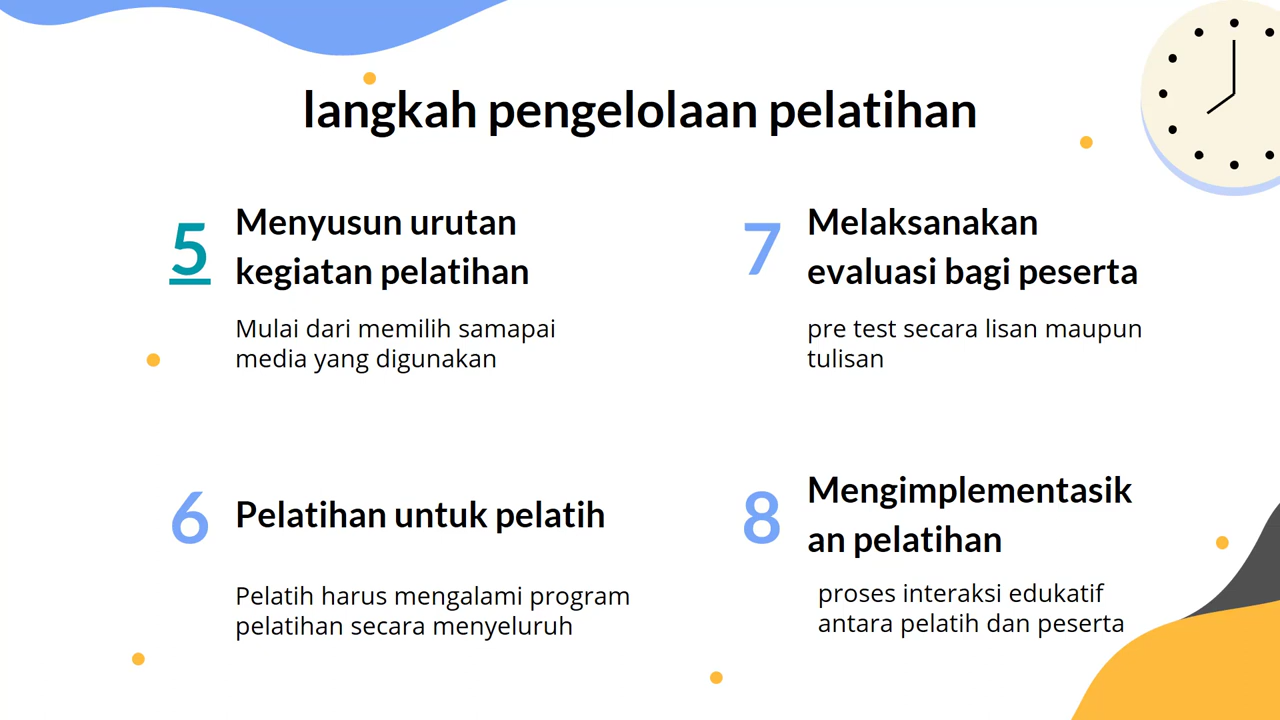 langkah pengelolaan pelatihan
5
Menyusun urutan
kegiatan pelatihan
Mulai dari memilih samapai
media yang digunakan
6
Pelatihan untuk pelatih
Pelatih harus mengalami program
pelatihan secara menyeluruh
7
Melaksanakan
evaluasi bagi peserta
pre test secara lisan maupun
tulisan
8
Mengimplementasik
an pelatihan
proses interaksi edukatif
antara pelatih dan peserta